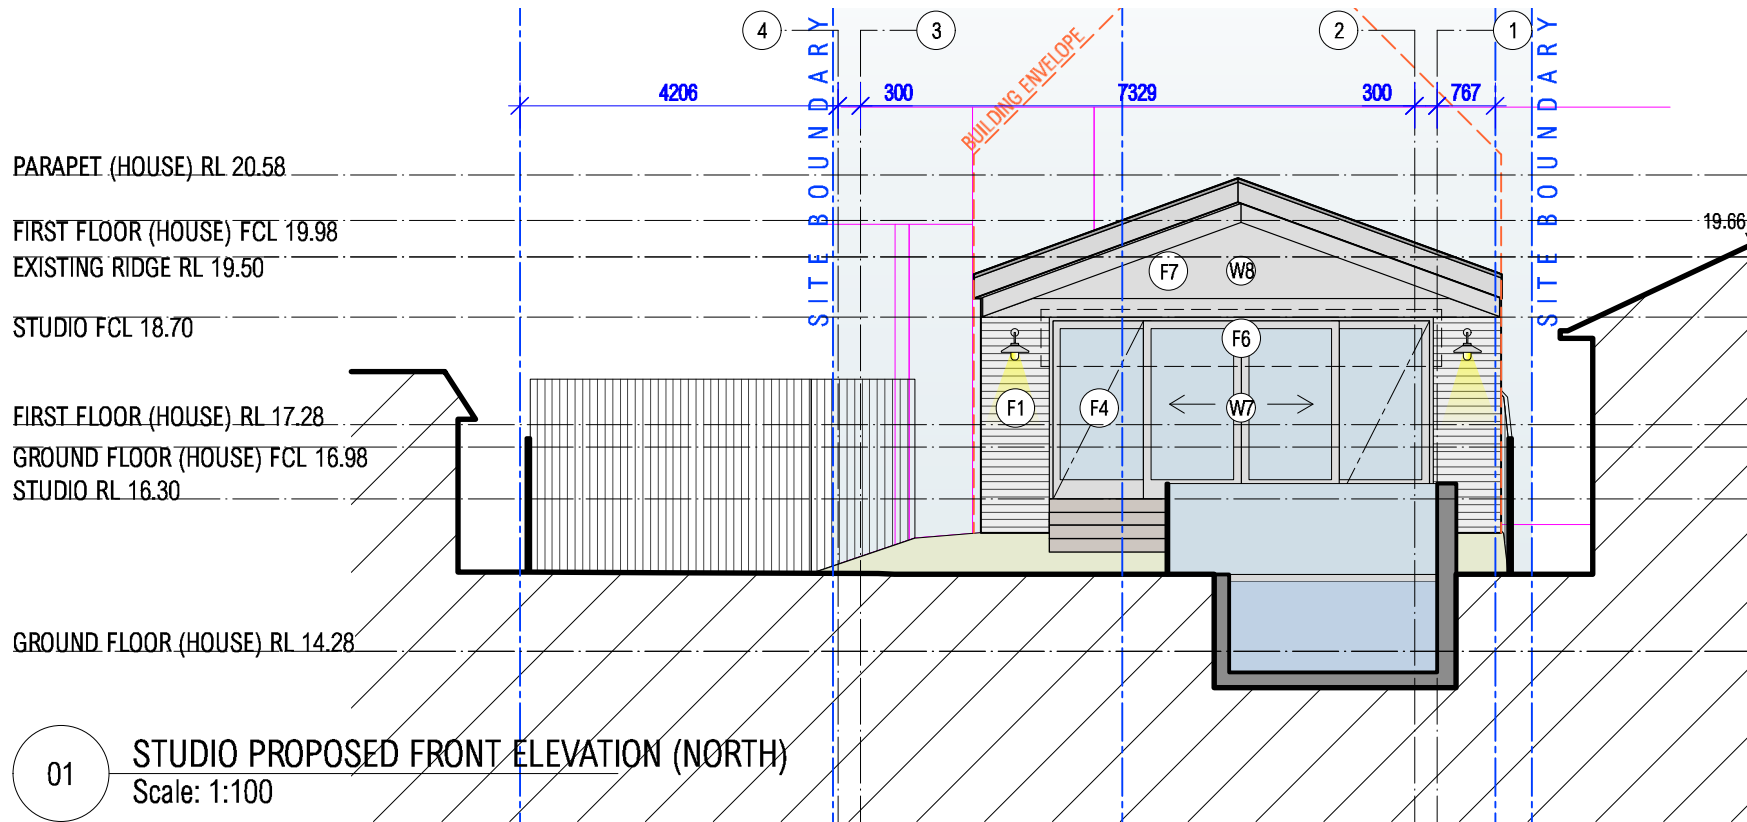 4
3
2
1
4206
300
7329
300
767
SITE BOUNDARY
BUILDING ENVELOPE
SITE BOUNDARY
PARAPET (HOUSE) RL 20.58
FIRST FLOOR (HOUSE) FCL 19.98
19.66
EXISTING RIDGE RL 19.50
F7
W8
STUDIO FCL 18.70
F6
FIRST FLOOR (HOUSE) RL 17.28
F1
F4
W7
GROUND FLOOR (HOUSE) FCL 16.98
STUDIO RL 16.30
GROUND FLOOR (HOUSE) RL 14.28
01
STUDIO PROPOSED FRONT ELEVATION (NORTH)
Scale: 1:100